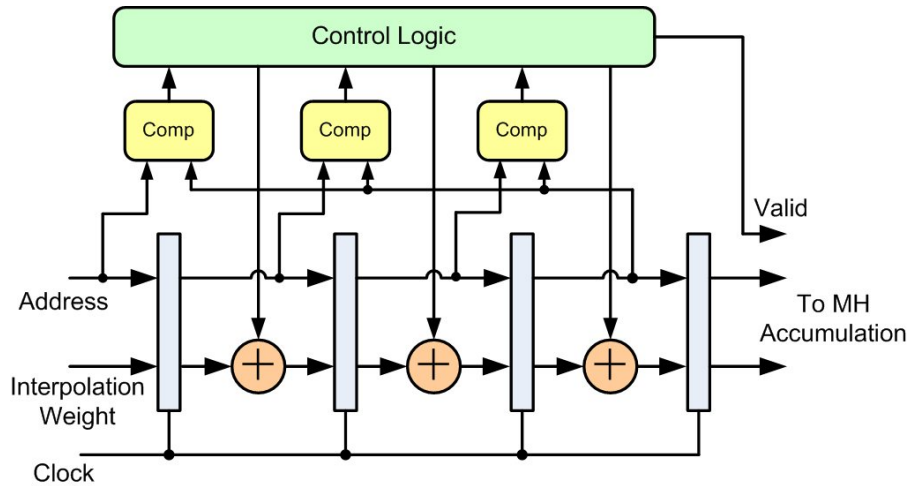 Control Logic
Comp
Comp
Comp
Valid
Address
To MH
Accumulation
Interpolation
Weight
Clock